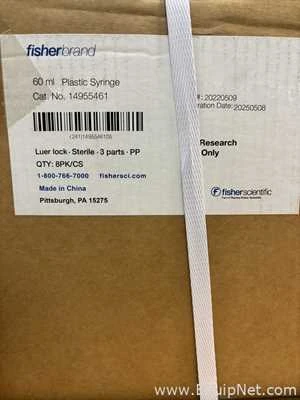 fisherbrand
60 ml Plastic Syringe
Cat. No. 14955461
#: 20220509
ration Date: 20250508
Luer lock · Sterile · 3 parts · PP
QTY: 8PK/CS
Research
Only
1-800-766-7000 fishersci.com
Made in China
Pittsburgh, PA 15275
fisherscientific
www.EquipNet.com